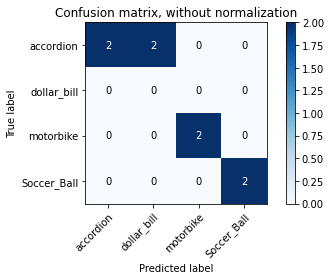 Confusion matrix, without normalization
True label
accordion 2 2 0 0
dollar_bill 0 0 0 0
motorbike 0 0 2 0
Soccer_Ball 0 0 0 2
accordion dollar_bill motorbike Soccer_Ball
Predicted label
2.00
1.75
1.50
1.25
1.00
0.75
0.50
0.25
0.00